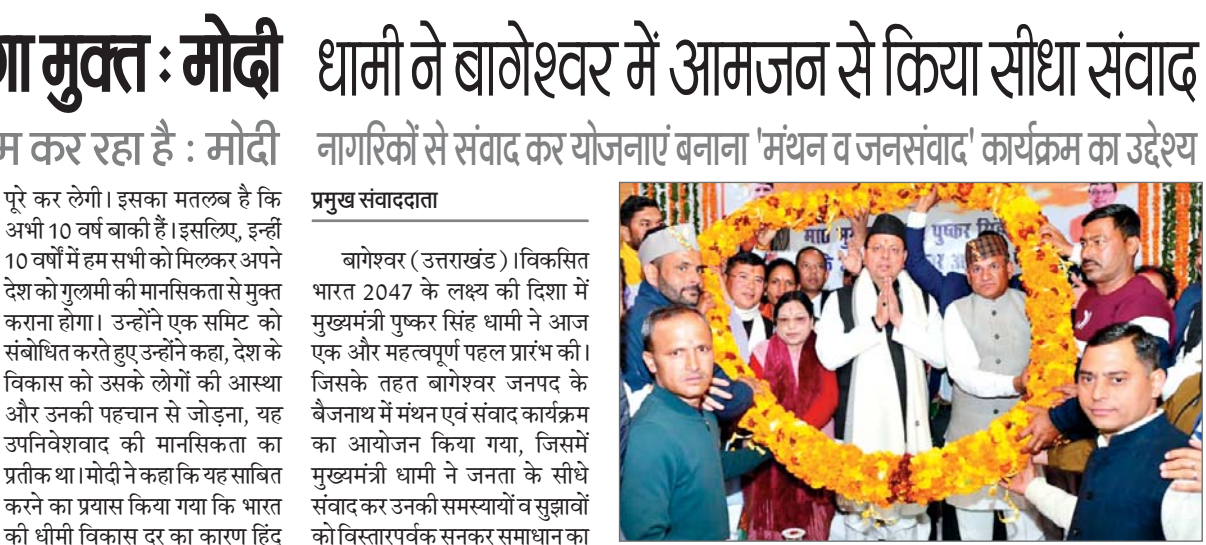 मुक्त : मोदी
कर रहा है : मोदी
पूरे कर लेगी। इसका मतलब है कि
अभी 10 वर्ष बाकी हैं। इसलिए, इन्हीं
10 वर्षों में हम सभी को मिलकर अपने
देश को गुलामी की मानसिकता से मुक्त
कराना होगा। उन्होंने एक समिट को
संबोधित करते हुए उन्होंने कहा, देश के
विकास को उसके लोगों की आस्था
और उनकी पहचान से जोड़ना, यह
उपनिवेशवाद की मानसिकता का
प्रतीक था। मोदी ने कहा कि यह साबित
करने का प्रयास किया गया कि भारत
की धीमी विकास दर का कारण हिंदू
धामी ने बागेश्वर में आमजन से किया सीधा संवाद
नागरिकों से संवाद कर योजनाएं बनाना 'मंथन व जनसंवाद' कार्यक्रम का उद्देश्य
प्रमुख संवाददाता
बागेश्वर (उत्तराखंड)। विकसित
भारत 2047 के लक्ष्य की दिशा में
मुख्यमंत्री पुष्कर सिंह धामी ने आज
एक और महत्वपूर्ण पहल प्रारंभ की।
जिसके तहत बागेश्वर जनपद के
बैजनाथ में मंथन एवं संवाद कार्यक्रम
का आयोजन किया गया, जिसमें
मुख्यमंत्री धामी ने जनता के सीधे
संवाद कर उनकी समस्यायों व सुझावों
को विस्तारपूर्वक सुनकर समाधान का
पुष्कर सिंह